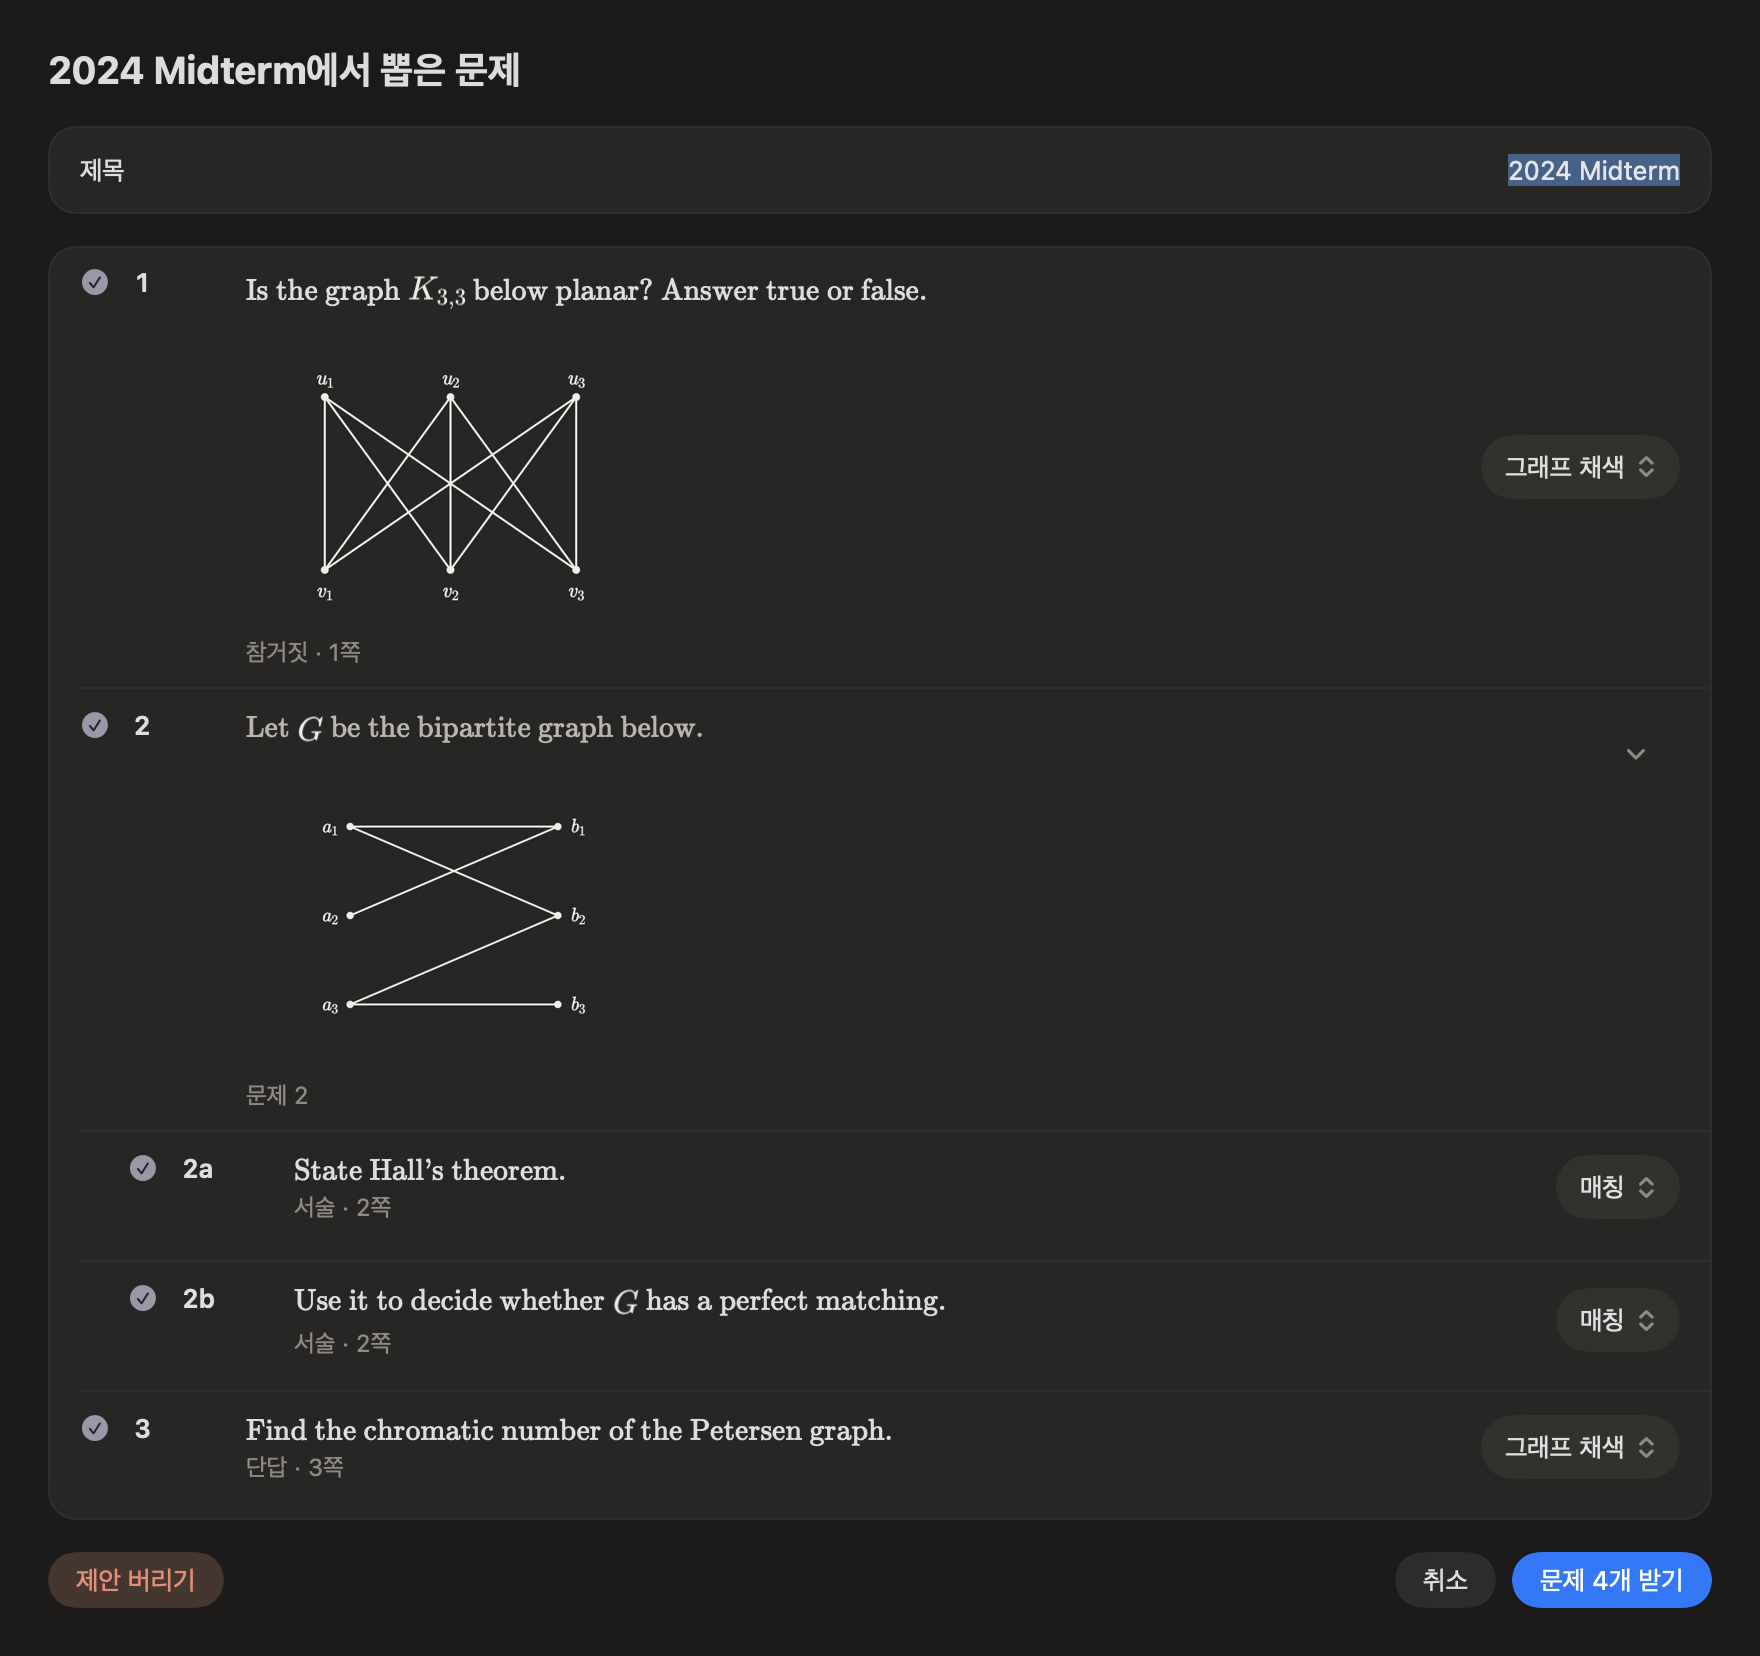 2024 Midterm에서 뽑은 문제
제목
2024 Midterm
1
Is the graph K3,3 below planar? Answer true or false.
u1 u2 u3
v1 v2 v3
그래프 채색
참거짓 · 1쪽
2
Let G be the bipartite graph below.
a1 b1
a2 b2
a3 b3
문제 2
2a
State Hall’s theorem.
서술 · 2쪽
매칭
2b
Use it to decide whether G has a perfect matching.
서술 · 2쪽
매칭
3
Find the chromatic number of the Petersen graph.
단답 · 3쪽
그래프 채색
제안 버리기
취소
문제 4개 받기